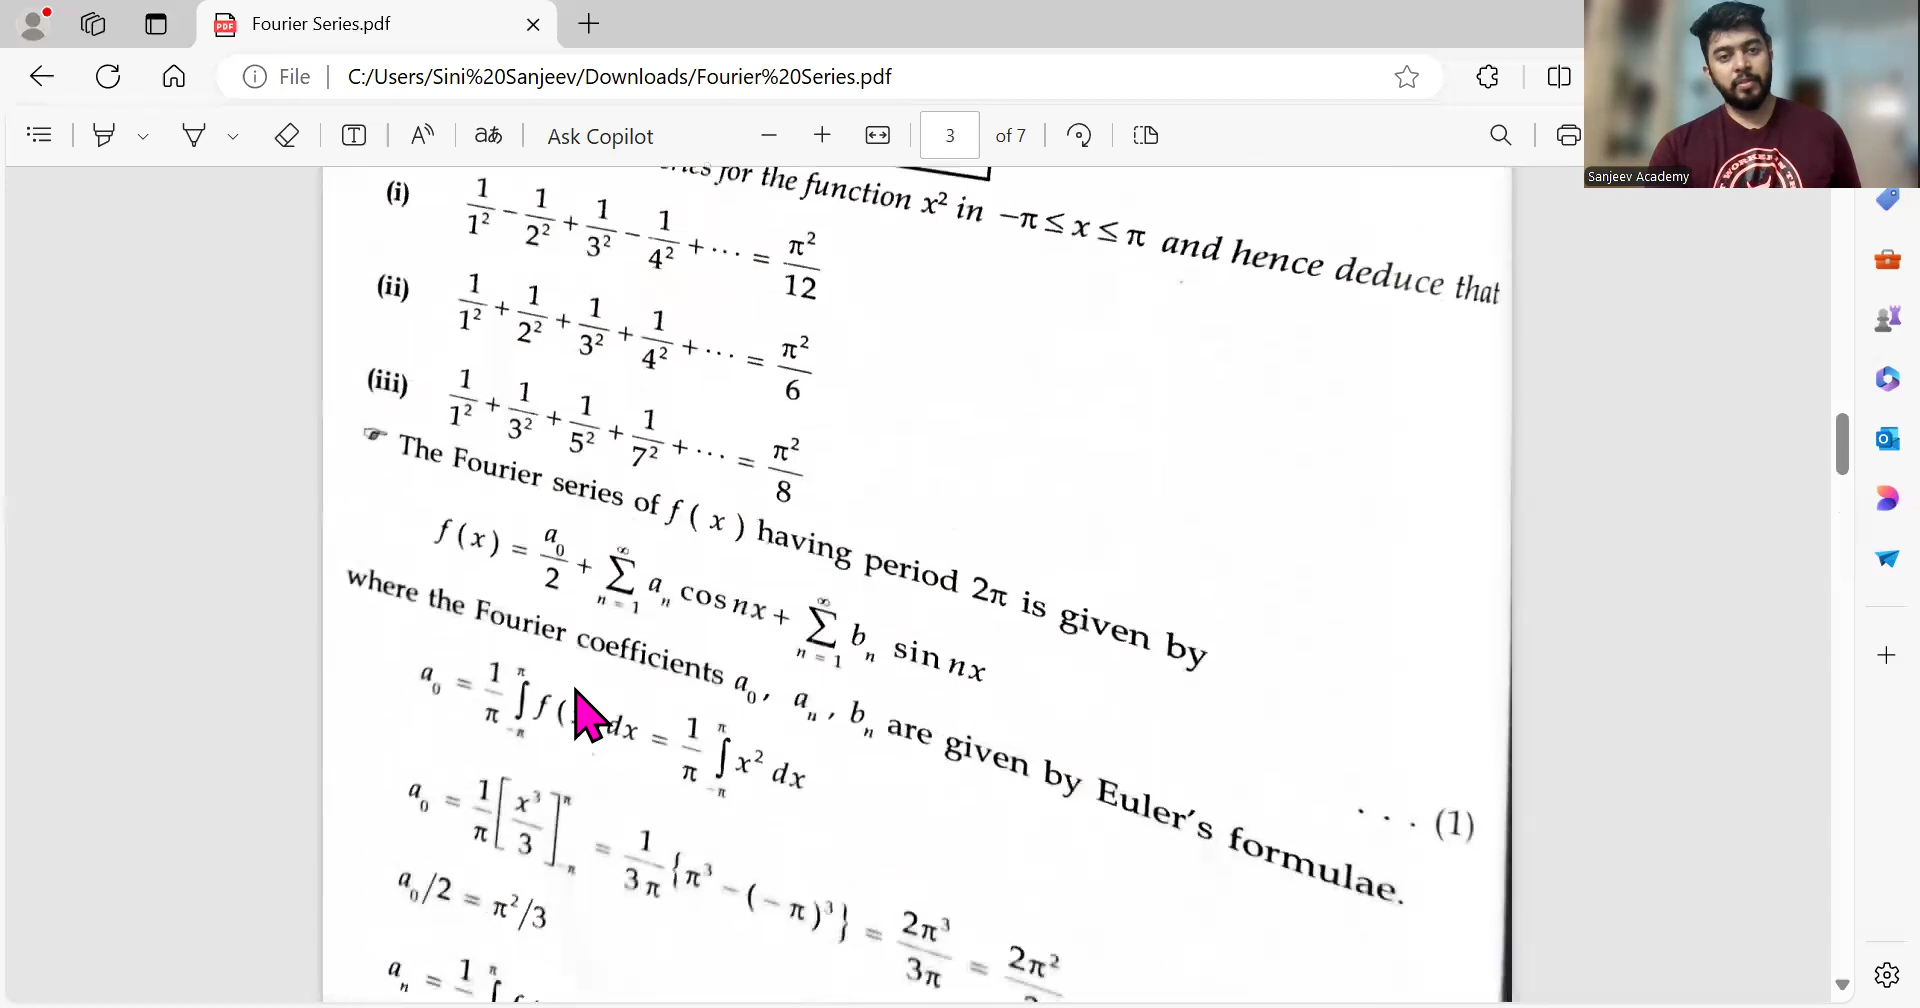 Fourier Series.pdf
File
C:/Users/Sini%20Sanjeev/Downloads/Fourier%20Series.pdf
Ask Copilot
3 of 7
Sanjeev Academy
for the function x² in −π ≤ x ≤ π and hence deduce that
(i) 1/1² − 1/2² + 1/3² − 1/4² + ··· = π²/12
(ii) 1/1² + 1/2² + 1/3² + 1/4² + ··· = π²/6
(iii) 1/1² + 1/3² + 1/5² + 1/7² + ··· = π²/8
☞ The Fourier series of f ( x ) having period 2π is given by
f (x) = a₀/2 + ∞ Σ n = 1 aₙ cos nx + ∞ Σ n = 1 bₙ sin nx
... (1)
where the Fourier coefficients a₀, aₙ, bₙ are given by Euler's formulae.
a₀ = 1/π π ∫ −π f ( dx = 1/π π ∫ −π x² dx
a₀ = 1/π [x³/3] π −π = 1/3π {π³ − (− π)³} = 2π³/3π = 2π²
a₀/2 = π²/3
aₙ = 1 π ∫